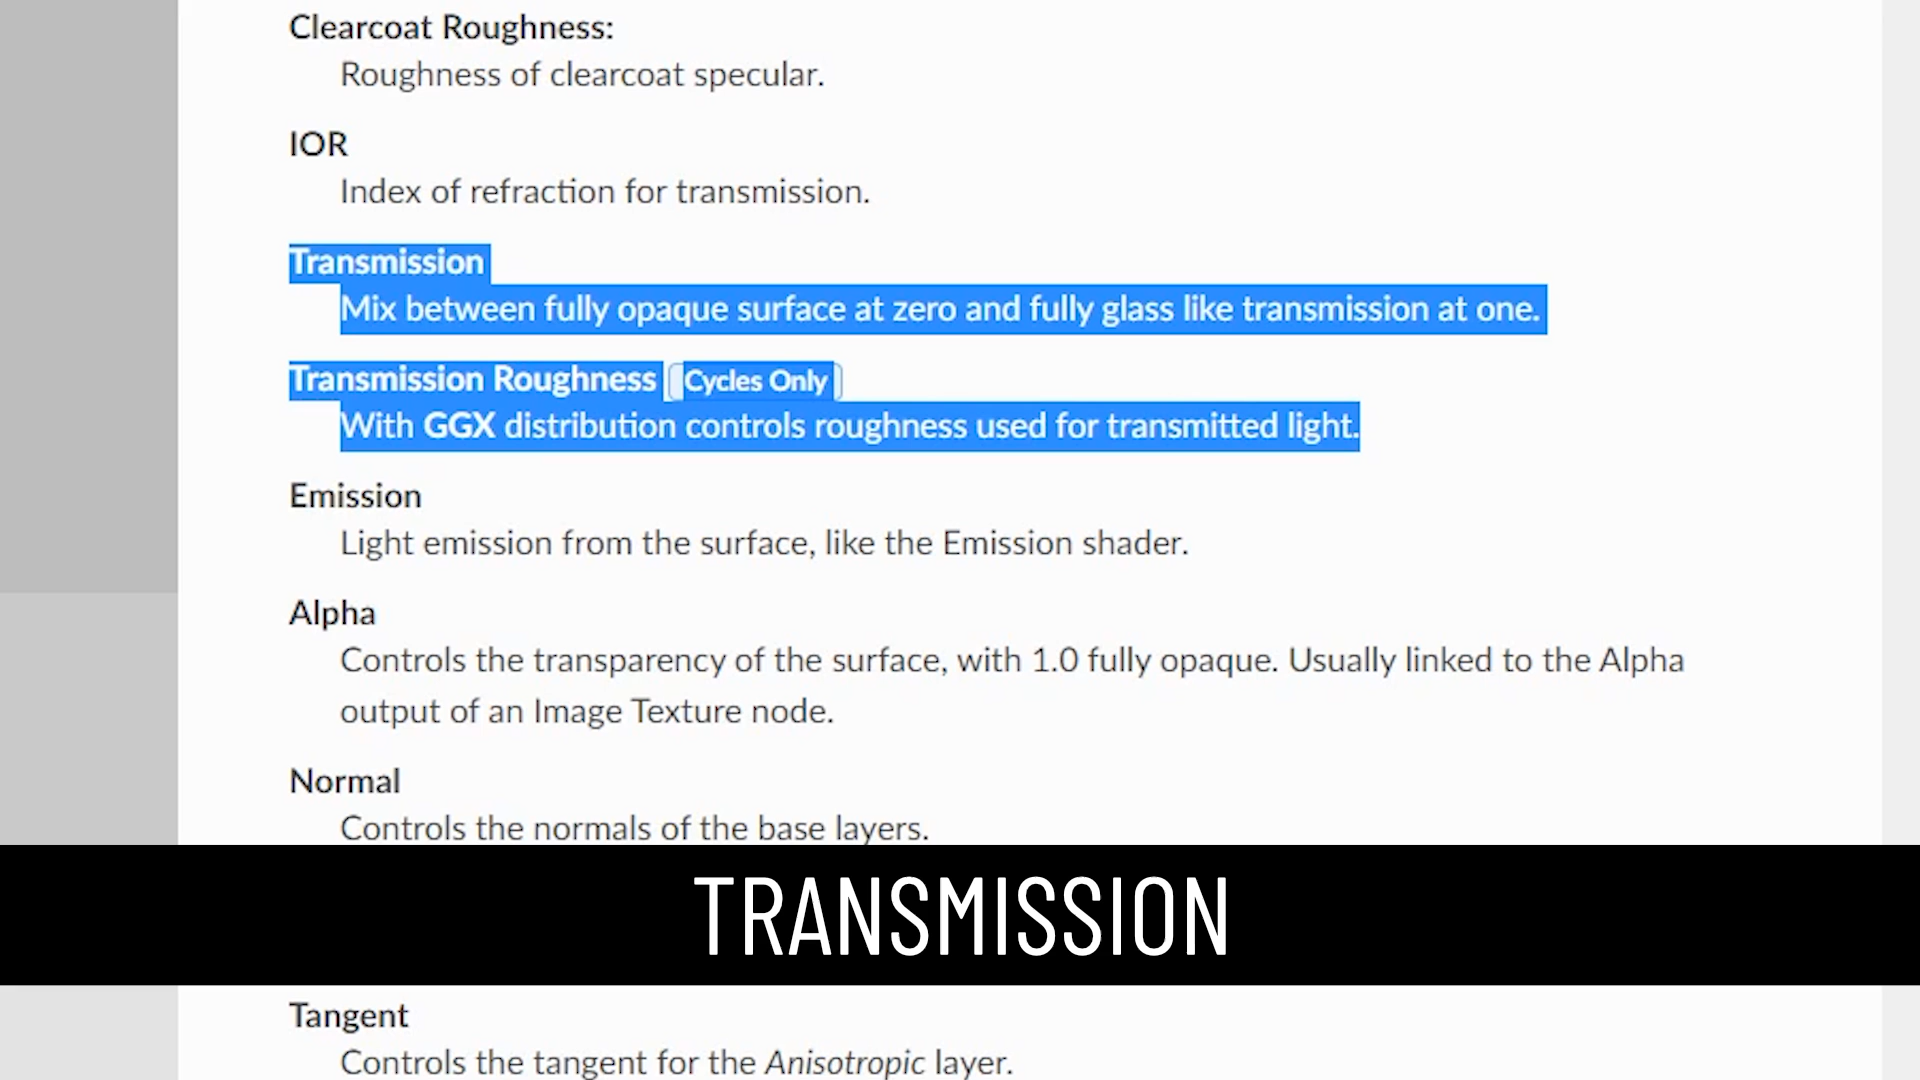 Clearcoat Roughness:
Roughness of clearcoat specular.
IOR
Index of refraction for transmission.
Transmission
Mix between fully opaque surface at zero and fully glass like transmission at one.
Transmission Roughness Cycles Only
With GGX distribution controls roughness used for transmitted light.
Emission
Light emission from the surface, like the Emission shader.
Alpha
Controls the transparency of the surface, with 1.0 fully opaque. Usually linked to the Alpha
output of an Image Texture node.
Normal
Controls the normals of the base layers.
TRANSMISSION
Tangent
Controls the tangent for the Anisotropic layer.